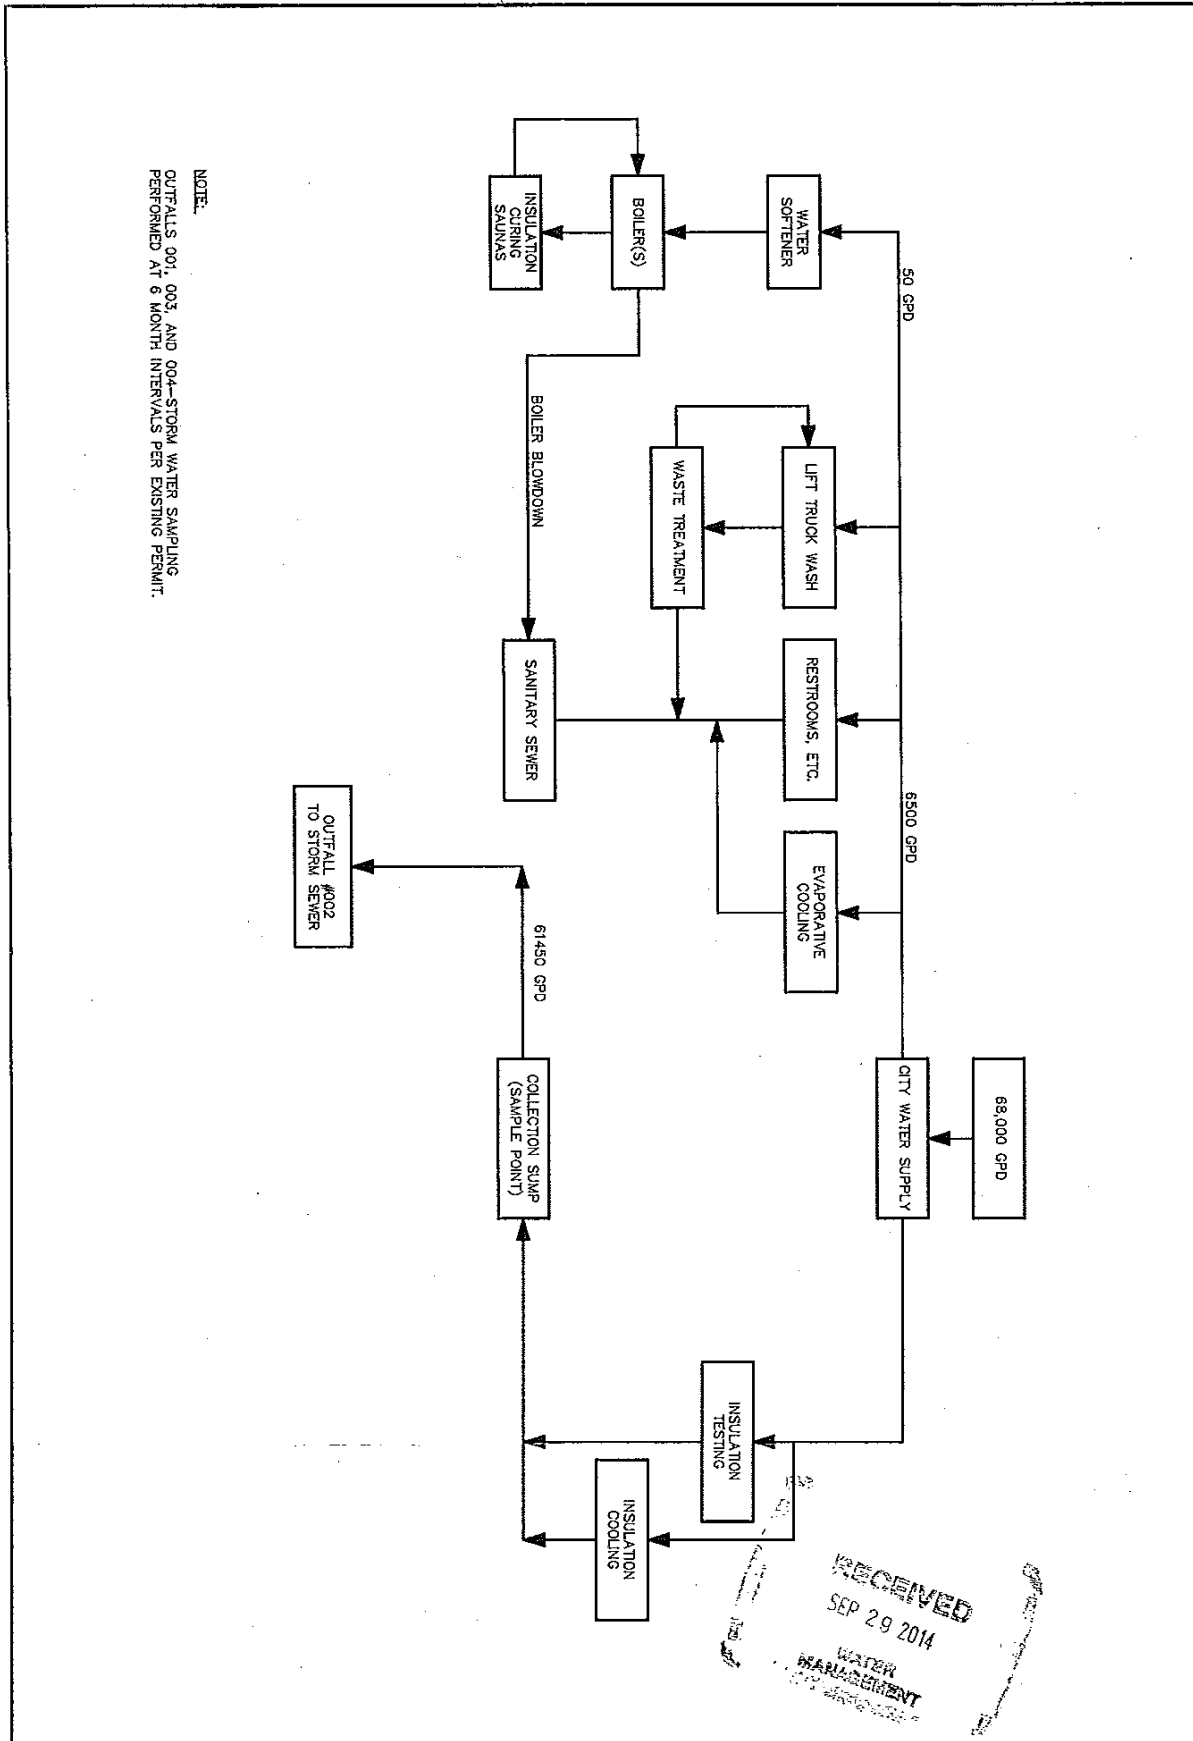 68,000 GPD
CITY WATER SUPPLY
50 GPD
6500 GPD
WATER
SOFTENER
LIFT TRUCK WASH
RESTROOMS, ETC.
EVAPORATIVE
COOLING
BOILER(S)
WASTE TREATMENT
INSULATION
TESTING
INSULATION
CURING
SAUNAS
BOILER BLOWDOWN
SANITARY SEWER
61450 GPD
COLLECTION SUMP
(SAMPLE POINT)
INSULATION
COOLING
OUTFALL #002
TO STORM SEWER
NOTE:
OUTFALLS 001, 003, AND 004-STORM WATER SAMPLING
PERFORMED AT 6 MONTH INTERVALS PER EXISTING PERMIT.
RECEIVED
SEP 29 2014
WATER
MANAGEMENT